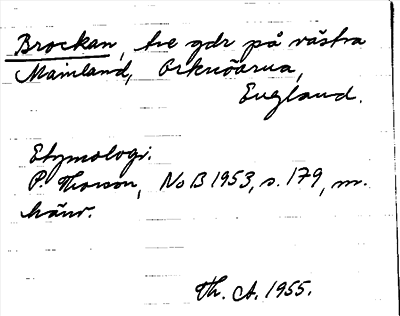 Brockan, tre gdr på västra
Mainland, Orknöarna,
England.
Etymologi.
P. Thorson, NoB 1953, s. 179, m.
hänv.
Th. A. 1955.